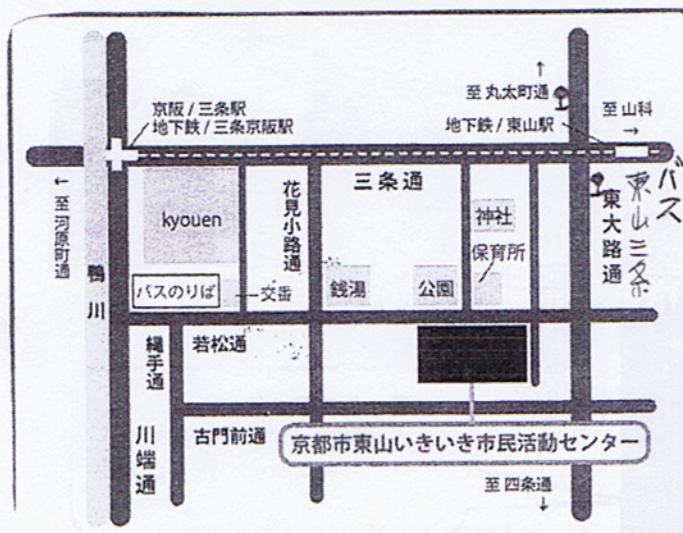 ↑
至 丸太町通
京阪 / 三条駅
地下鉄 / 三条京阪駅
地下鉄 / 東山駅
至 山科
→
バス
東山三条
←
至 河原町通
鴨川
kyouen
花見小路通
三条通
神社
保育所
東大路通
バスのりば
交番
銭湯
公園
縄手通
若松通
川端通
古門前通
京都市東山いきいき市民活動センター
至 四条通
↓